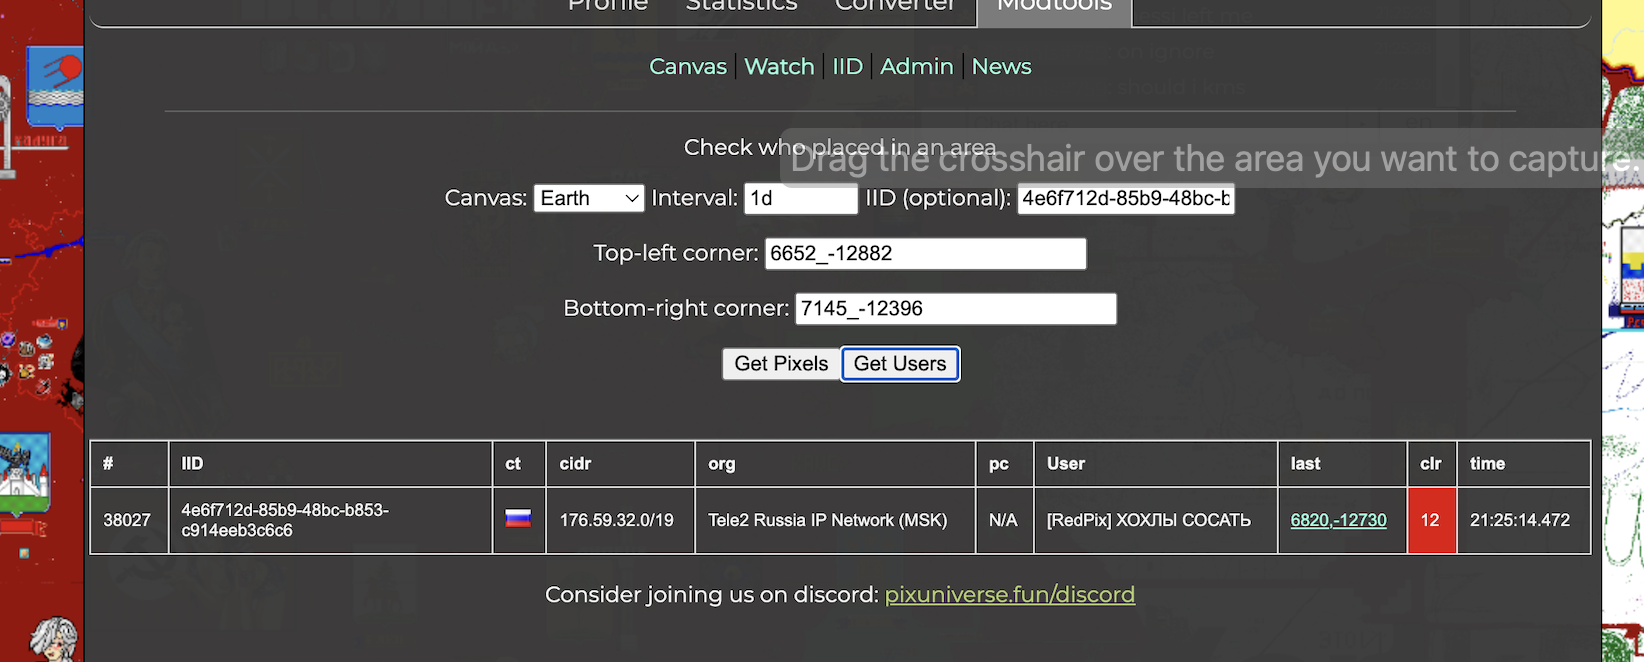 Profile Statistics Converter Modtools
Canvas Watch IID Admin News
Check who placed in an area
Drag the crosshair over the area you want to capture.
Canvas: Earth Interval: 1d IID (optional): 4e6f712d-85b9-48bc-b
Top-left corner: 6652_-12882
Bottom-right corner: 7145_-12396
Get Pixels Get Users
# IID ct cidr org pc User last clr time
38027 4e6f712d-85b9-48bc-b853-
c914eeb3c6c6 176.59.32.0/19 Tele2 Russia IP Network (MSK) N/A [RedPix] ХОХЛЫ СОСАТЬ 6820,-12730 12 21:25:14.472
Consider joining us on discord: pixuniverse.fun/discord